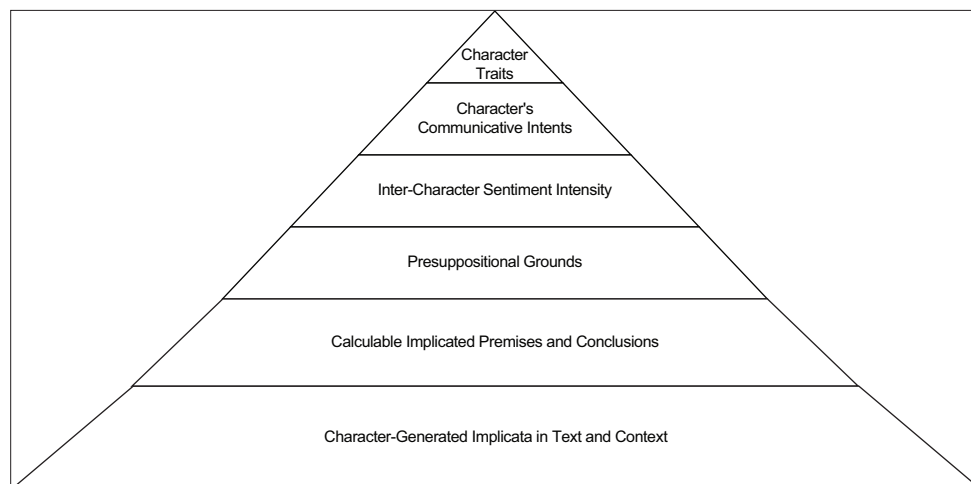 Character
Traits
Character's
Communicative Intents
Inter-Character Sentiment Intensity
Presuppositional Grounds
Calculable Implicated Premises and Conclusions
Character-Generated Implicata in Text and Context